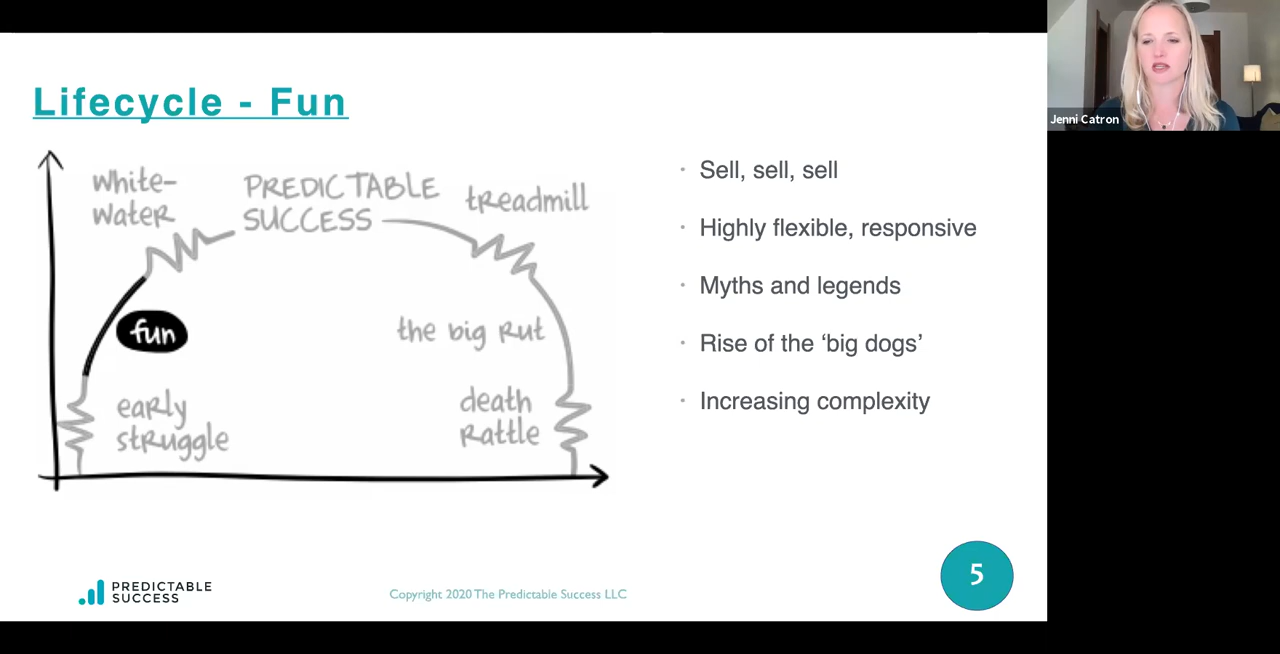 Lifecycle - Fun
white-
water
PREDICTABLE
SUCCESS
treadmill
fun
the big rut
early
struggle
death
rattle
· Sell, sell, sell
· Highly flexible, responsive
· Myths and legends
· Rise of the ‘big dogs’
· Increasing complexity
PREDICTABLE
SUCCESS
Copyright 2020 The Predictable Success LLC
5
Jenni Catron